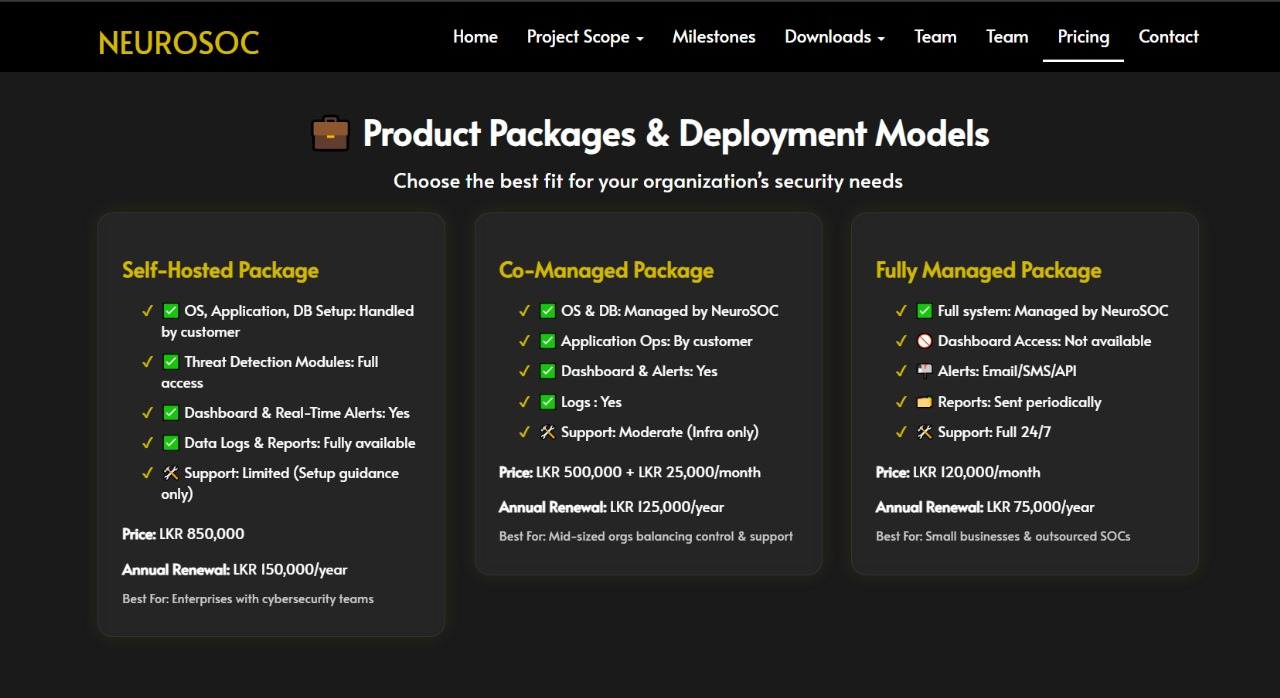 NEUROSOC
Home Project Scope Milestones Downloads Team Team Pricing Contact
💼 Product Packages & Deployment Models
Choose the best fit for your organization’s security needs
Self-Hosted Package
✓ ✅ OS, Application, DB Setup: Handled
by customer
✓ ✅ Threat Detection Modules: Full
access
✓ ✅ Dashboard & Real-Time Alerts: Yes
✓ ✅ Data Logs & Reports: Fully available
✓ 🛠 Support: Limited (Setup guidance
only)
Price: LKR 850,000
Annual Renewal: LKR 150,000/year
Best For: Enterprises with cybersecurity teams
Co-Managed Package
✓ ✅ OS & DB: Managed by NeuroSOC
✓ ✅ Application Ops: By customer
✓ ✅ Dashboard & Alerts: Yes
✓ ✅ Logs : Yes
✓ 🛠 Support: Moderate (Infra only)
Price: LKR 500,000 + LKR 25,000/month
Annual Renewal: LKR 125,000/year
Best For: Mid-sized orgs balancing control & support
Fully Managed Package
✓ ✅ Full system: Managed by NeuroSOC
✓ 🚫 Dashboard Access: Not available
✓ 📬 Alerts: Email/SMS/API
✓ 🗂 Reports: Sent periodically
✓ 🛠 Support: Full 24/7
Price: LKR 120,000/month
Annual Renewal: LKR 75,000/year
Best For: Small businesses & outsourced SOCs